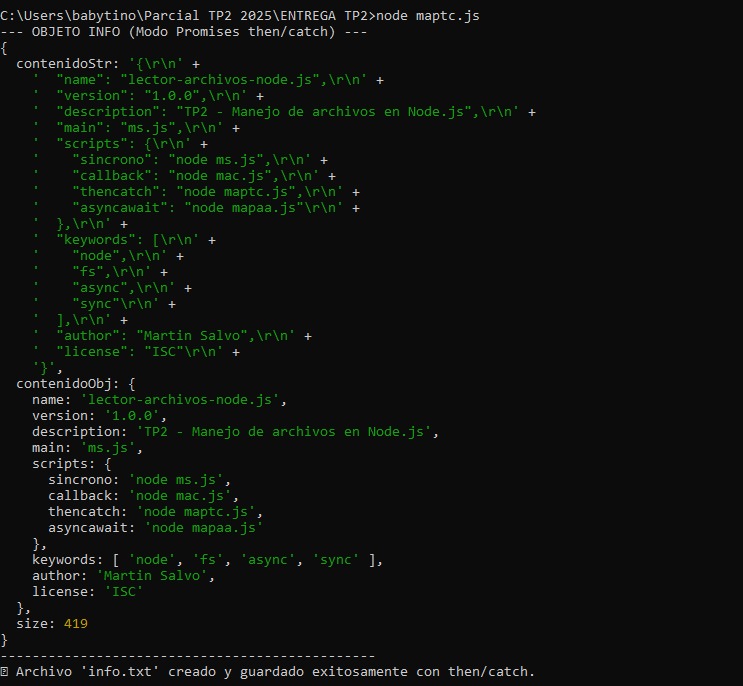 C:\Users\babytino\Parcial TP2 2025\ENTREGA TP2>node maptc.js
--- OBJETO INFO (Modo Promises then/catch) ---
{
  contenidoStr: '{\r\n' +
    '  "name": "lector-archivos-node.js",\r\n' +
    '  "version": "1.0.0",\r\n' +
    '  "description": "TP2 - Manejo de archivos en Node.js",\r\n' +
    '  "main": "ms.js",\r\n' +
    '  "scripts": {\r\n' +
    '    "sincrono": "node ms.js",\r\n' +
    '    "callback": "node mac.js",\r\n' +
    '    "thencatch": "node maptc.js",\r\n' +
    '    "asyncawait": "node mapaa.js"\r\n' +
    '  },\r\n' +
    '  "keywords": [\r\n' +
    '    "node",\r\n' +
    '    "fs",\r\n' +
    '    "async",\r\n' +
    '    "sync"\r\n' +
    '  ],\r\n' +
    '  "author": "Martin Salvo",\r\n' +
    '  "license": "ISC"\r\n' +
    '}',
  contenidoObj: {
    name: 'lector-archivos-node.js',
    version: '1.0.0',
    description: 'TP2 - Manejo de archivos en Node.js',
    main: 'ms.js',
    scripts: {
      sincrono: 'node ms.js',
      callback: 'node mac.js',
      thencatch: 'node maptc.js',
      asyncawait: 'node mapaa.js'
    },
    keywords: [ 'node', 'fs', 'async', 'sync' ],
    author: 'Martin Salvo',
    license: 'ISC'
  },
  size: 419
}
-----------------------------------------------
Archivo 'info.txt' creado y guardado exitosamente con then/catch.